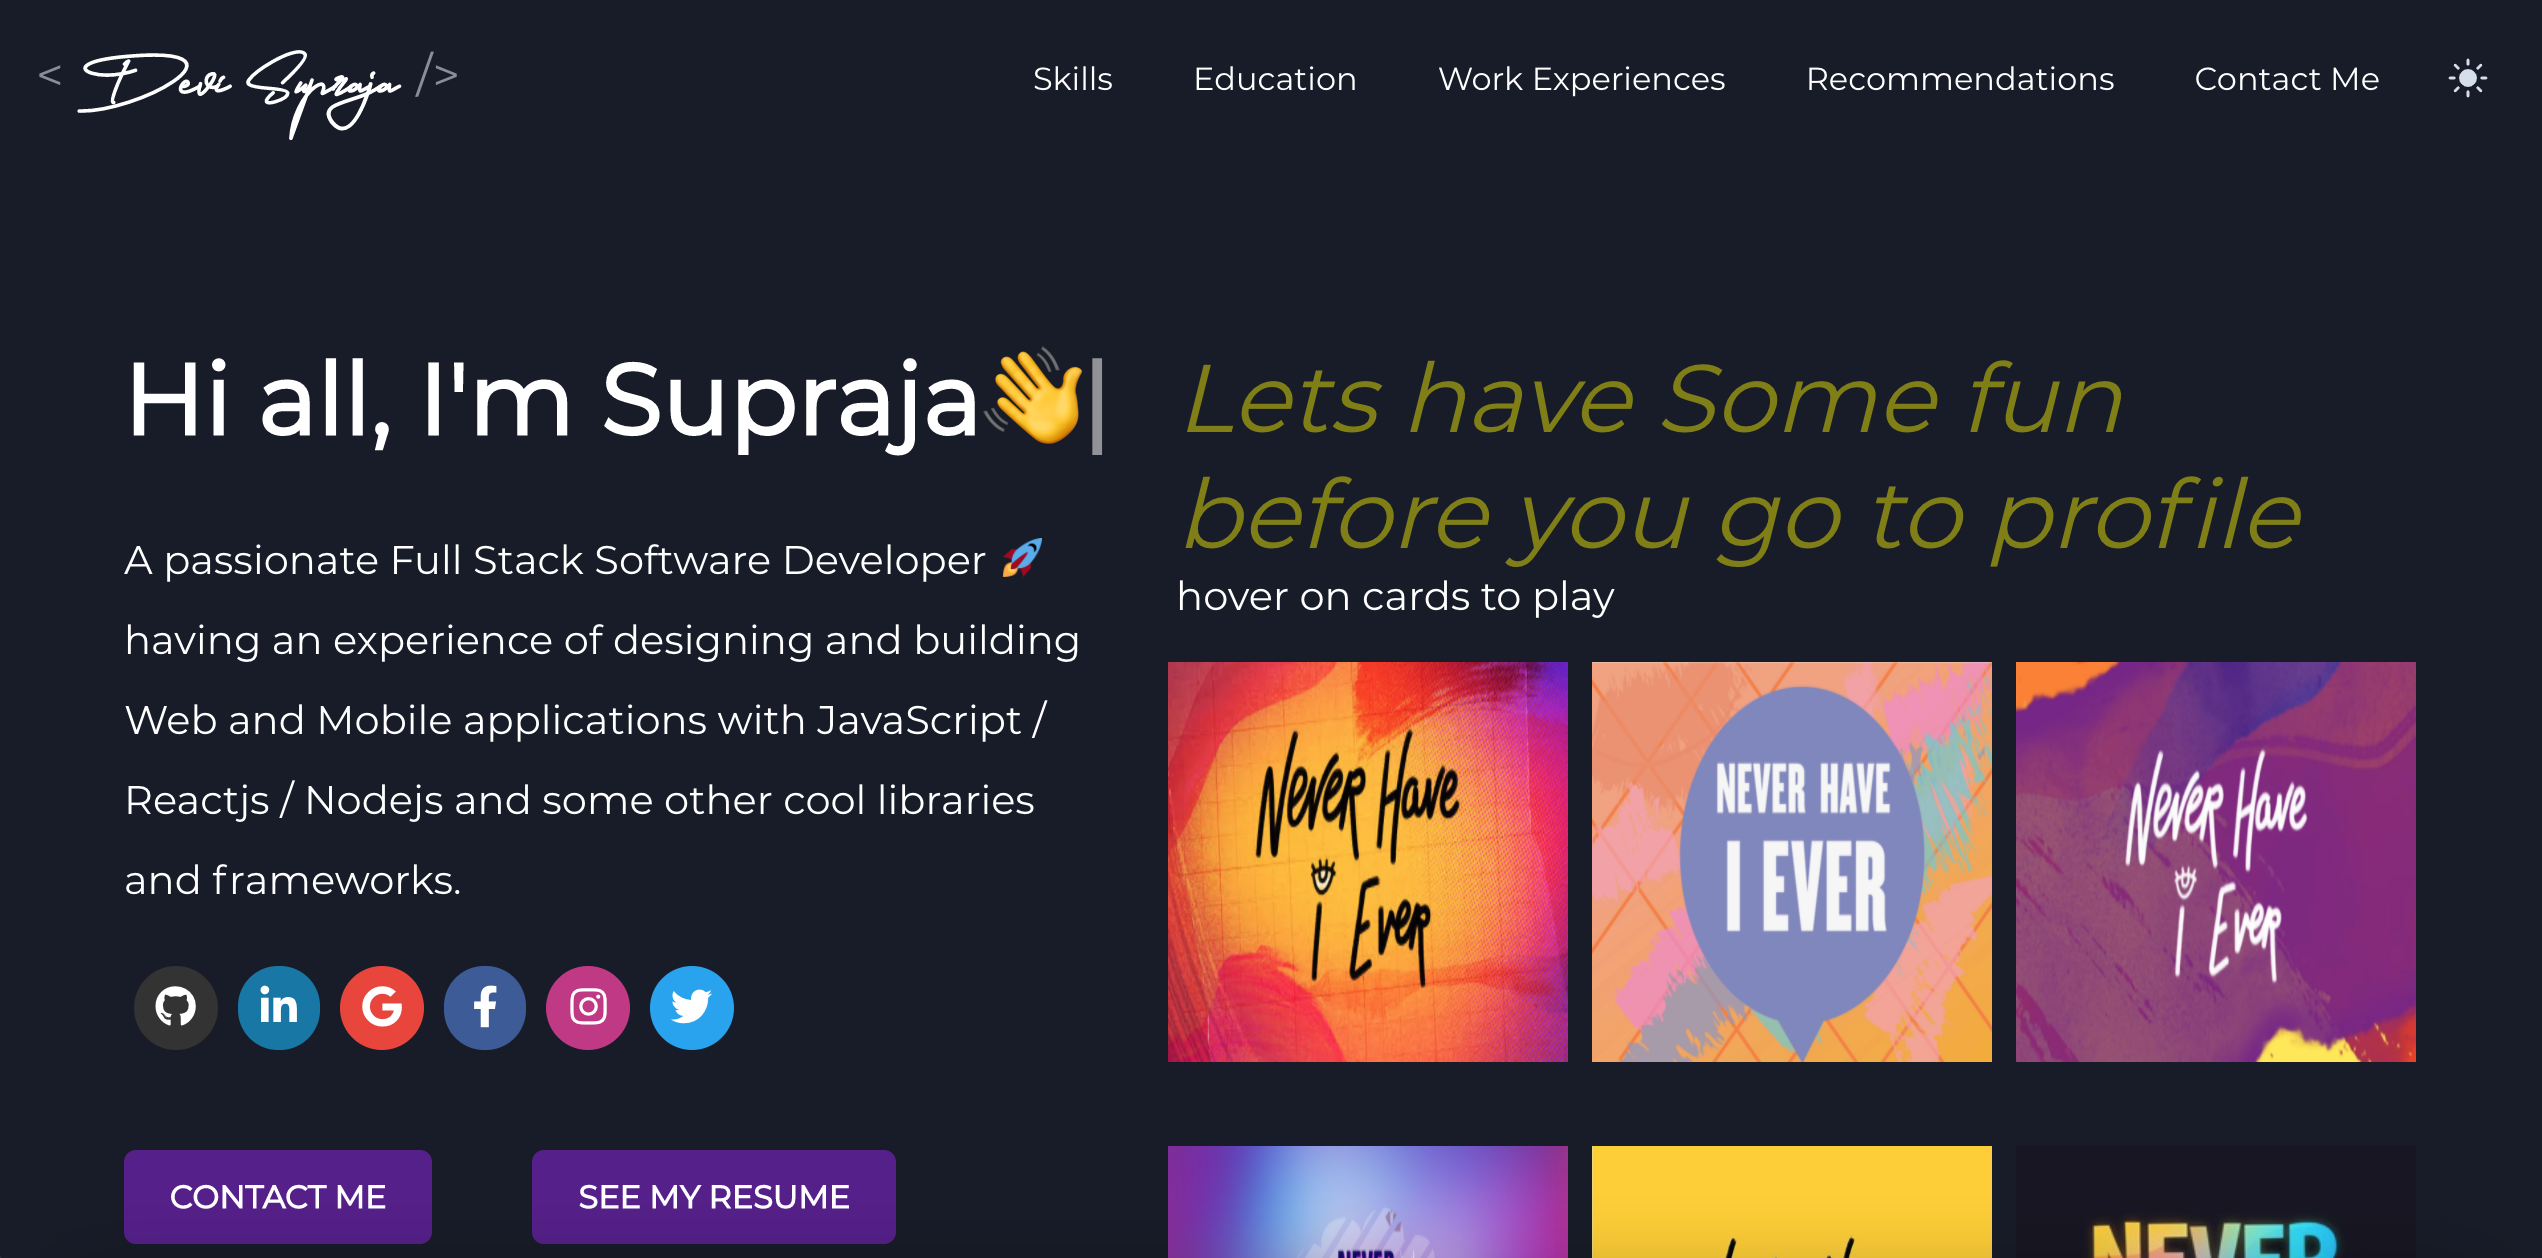 < Devi Supraja />
Skills
Education
Work Experiences
Recommendations
Contact Me
Hi all, I'm Supraja👋|
A passionate Full Stack Software Developer 🚀
having an experience of designing and building
Web and Mobile applications with JavaScript /
Reactjs / Nodejs and some other cool libraries
and frameworks.
CONTACT ME
SEE MY RESUME
Lets have Some fun
before you go to profile
hover on cards to play
Never Have
i Ever
NEVER HAVE
I EVER
Never Have
i Ever
NEVER
NEVER